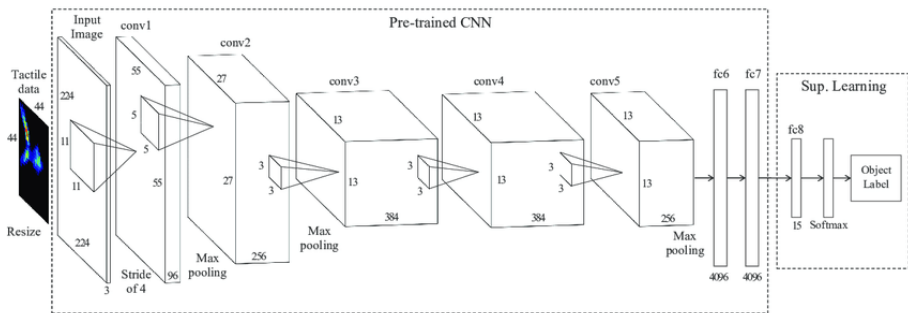 Pre-trained CNN
Input
Image
conv1
conv2
conv3
conv4
conv5
fc6
fc7
Sup. Learning
fc8
Tactile
data
44
44
Resize
224
11
11
224
3
55
5
5
55
Stride
of 4
96
27
27
Max
pooling
256
3
3
13
13
Max
pooling
384
3
3
13
13
384
3
3
13
13
256
Max
pooling
4096
4096
15
Softmax
Object
Label